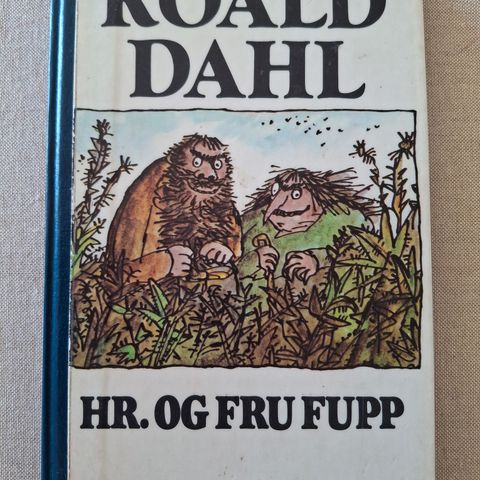 ROALD
DAHL
HR. OG FRU FUPP